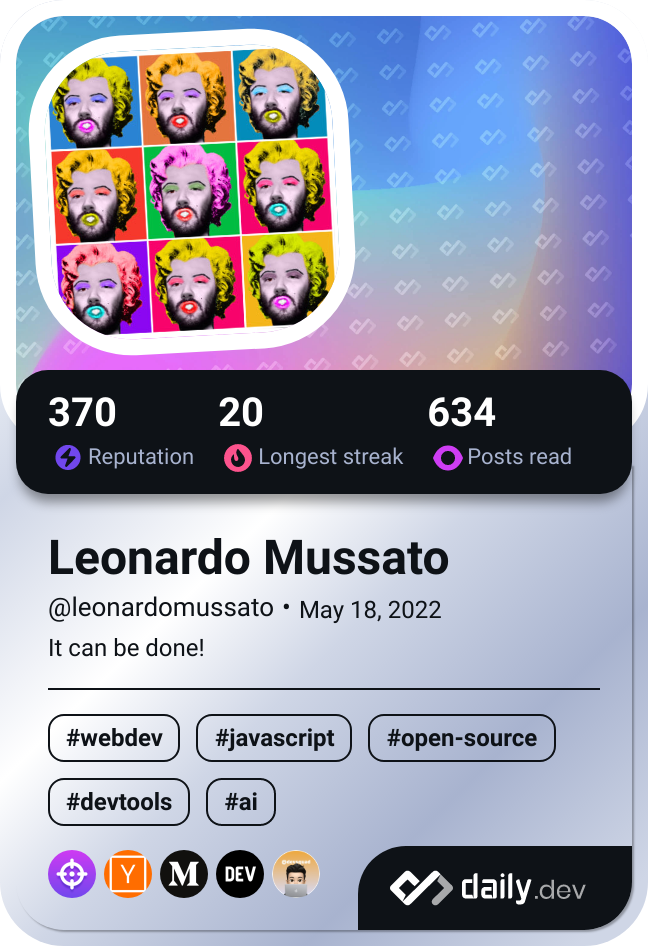 370 20 634
Reputation Longest streak Posts read
Leonardo Mussato
@leonardomussato • May 18, 2022
It can be done!
#webdev #javascript #open-source
#devtools #ai
Y M DEV
daily.dev